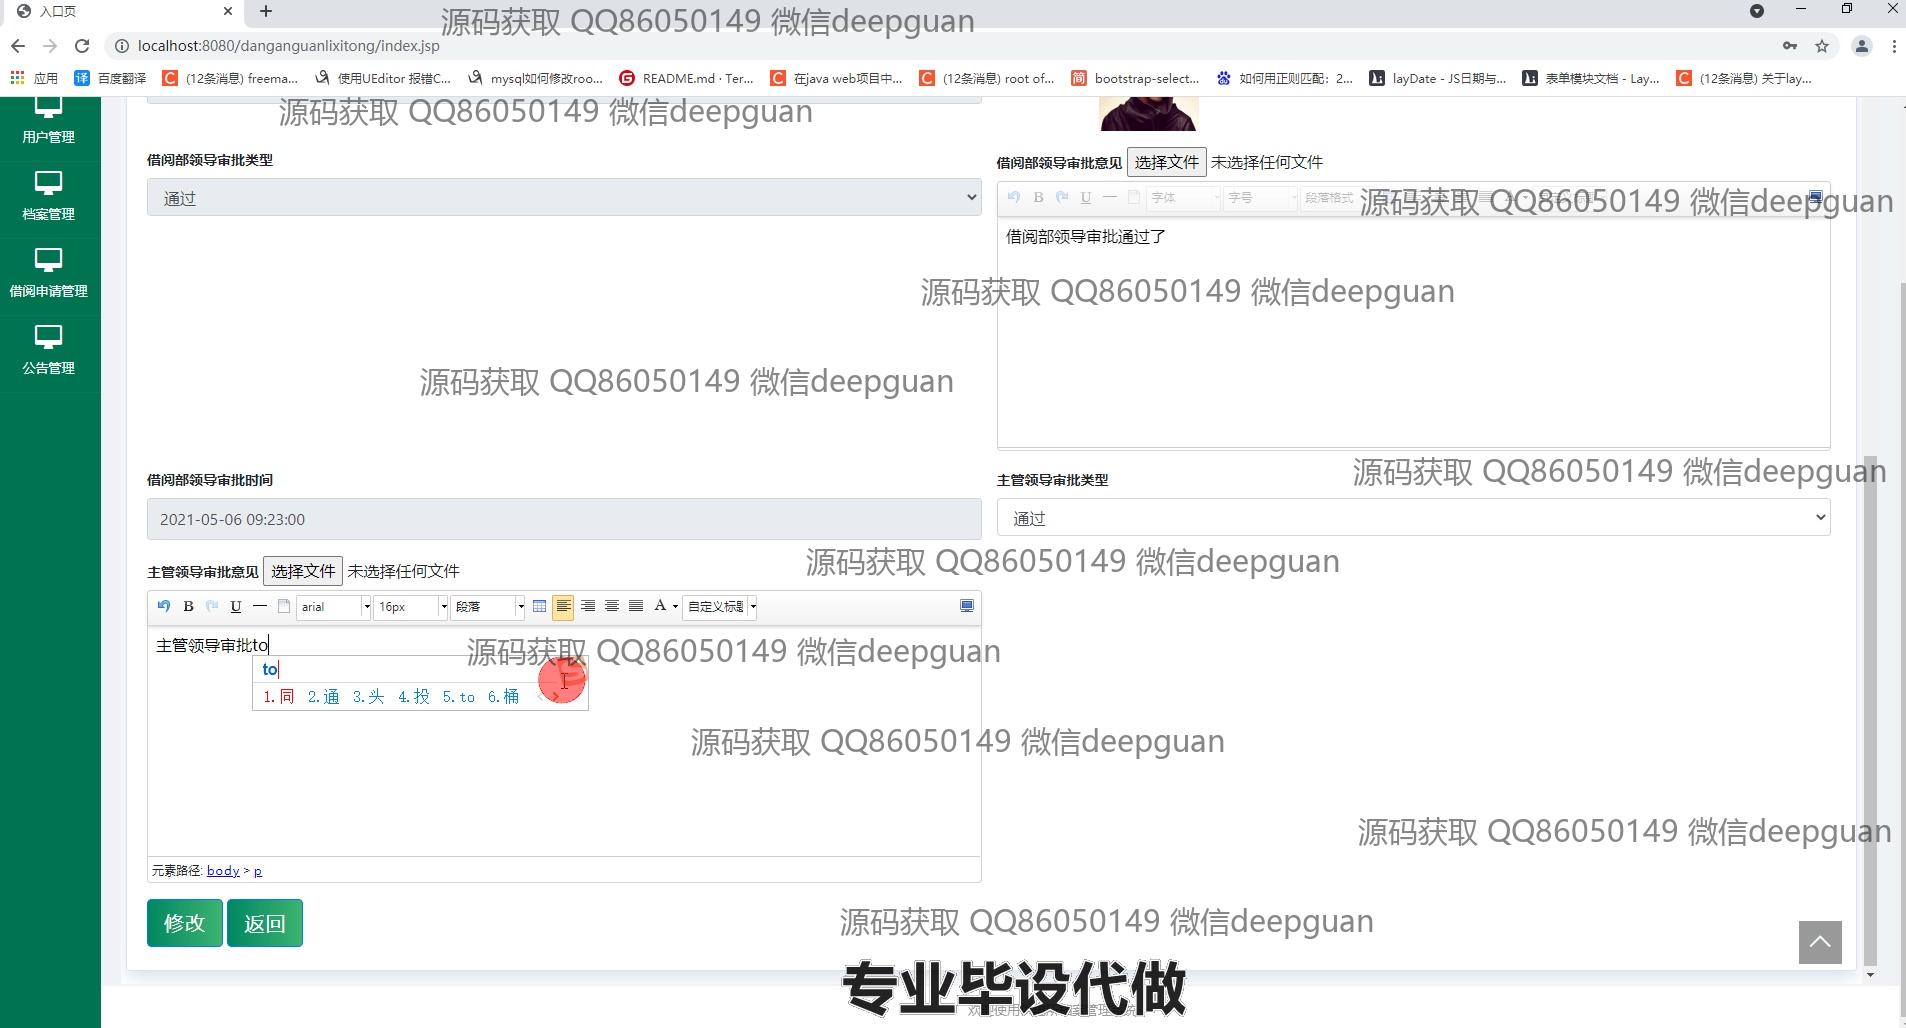 入口页
源码获取 QQ86050149 微信deepguan
localhost:8080/danganguanlixitong/index.jsp
应用 百度翻译 (12条消息) freema... 使用UEditor 报错C... mysql如何修改roo... README.md · Ter... 在java web项目中... (12条消息) root of... bootstrap-select... 如何用正则匹配：2... layDate - JS日期与... 表单模块文档 - Lay... (12条消息) 关于lay...
源码获取 QQ86050149 微信deepguan
用户管理
借阅部领导审批类型
借阅部领导审批意见 选择文件 未选择任何文件
通过
字体 字号 段落格式
源码获取 QQ86050149 微信deepguan
档案管理
借阅部领导审批通过了
源码获取 QQ86050149 微信deepguan
借阅申请管理
公告管理
源码获取 QQ86050149 微信deepguan
借阅部领导审批时间
主管领导审批类型
源码获取 QQ86050149 微信deepguan
2021-05-06 09:23:00
通过
源码获取 QQ86050149 微信deepguan
主管领导审批意见 选择文件 未选择任何文件
arial 16px 段落 自定义标题
主管领导审批to
源码获取 QQ86050149 微信deepguan
to
1.同 2.通 3.头 4.投 5.to 6.桶
源码获取 QQ86050149 微信deepguan
源码获取 QQ86050149 微信deepguan
元素路径: body > p
修改 返回
源码获取 QQ86050149 微信deepguan
专业毕设代做